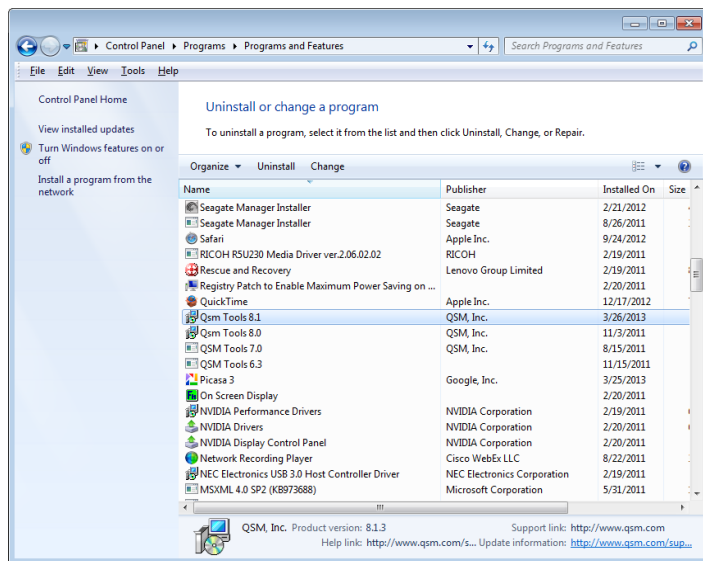 Control Panel Programs Programs and Features Search Programs and Features
File Edit View Tools Help
Control Panel Home
View installed updates
Turn Windows features on or
off
Install a program from the
network
Uninstall or change a program
To uninstall a program, select it from the list and then click Uninstall, Change, or Repair.
Organize Uninstall Change
Name Publisher Installed On Size
Seagate Manager Installer Seagate 2/21/2012
Seagate Manager Installer Seagate 8/26/2011
Safari Apple Inc. 9/24/2012
RICOH R5U230 Media Driver ver.2.06.02.02 RICOH 2/19/2011
Rescue and Recovery Lenovo Group Limited 2/19/2011
Registry Patch to Enable Maximum Power Saving on ... 2/20/2011
QuickTime Apple Inc. 12/17/2012
Qsm Tools 8.1 QSM, Inc. 3/26/2013
Qsm Tools 8.0 QSM, Inc. 11/3/2011
QSM Tools 7.0 QSM, Inc. 8/15/2011
QSM Tools 6.3 11/15/2011
Picasa 3 Google, Inc. 3/25/2013
On Screen Display 2/20/2011
NVIDIA Performance Drivers NVIDIA Corporation 2/19/2011
NVIDIA Drivers NVIDIA Corporation 2/20/2011
NVIDIA Display Control Panel NVIDIA Corporation 2/20/2011
Network Recording Player Cisco WebEx LLC 8/22/2011
NEC Electronics USB 3.0 Host Controller Driver NEC Electronics Corporation 2/19/2011
MSXML 4.0 SP2 (KB973688) Microsoft Corporation 5/31/2011
QSM, Inc. Product version: 8.1.3 Support link: http://www.qsm.com
Help link: http://www.qsm.com/s... Update information: http://www.qsm.com/sup...